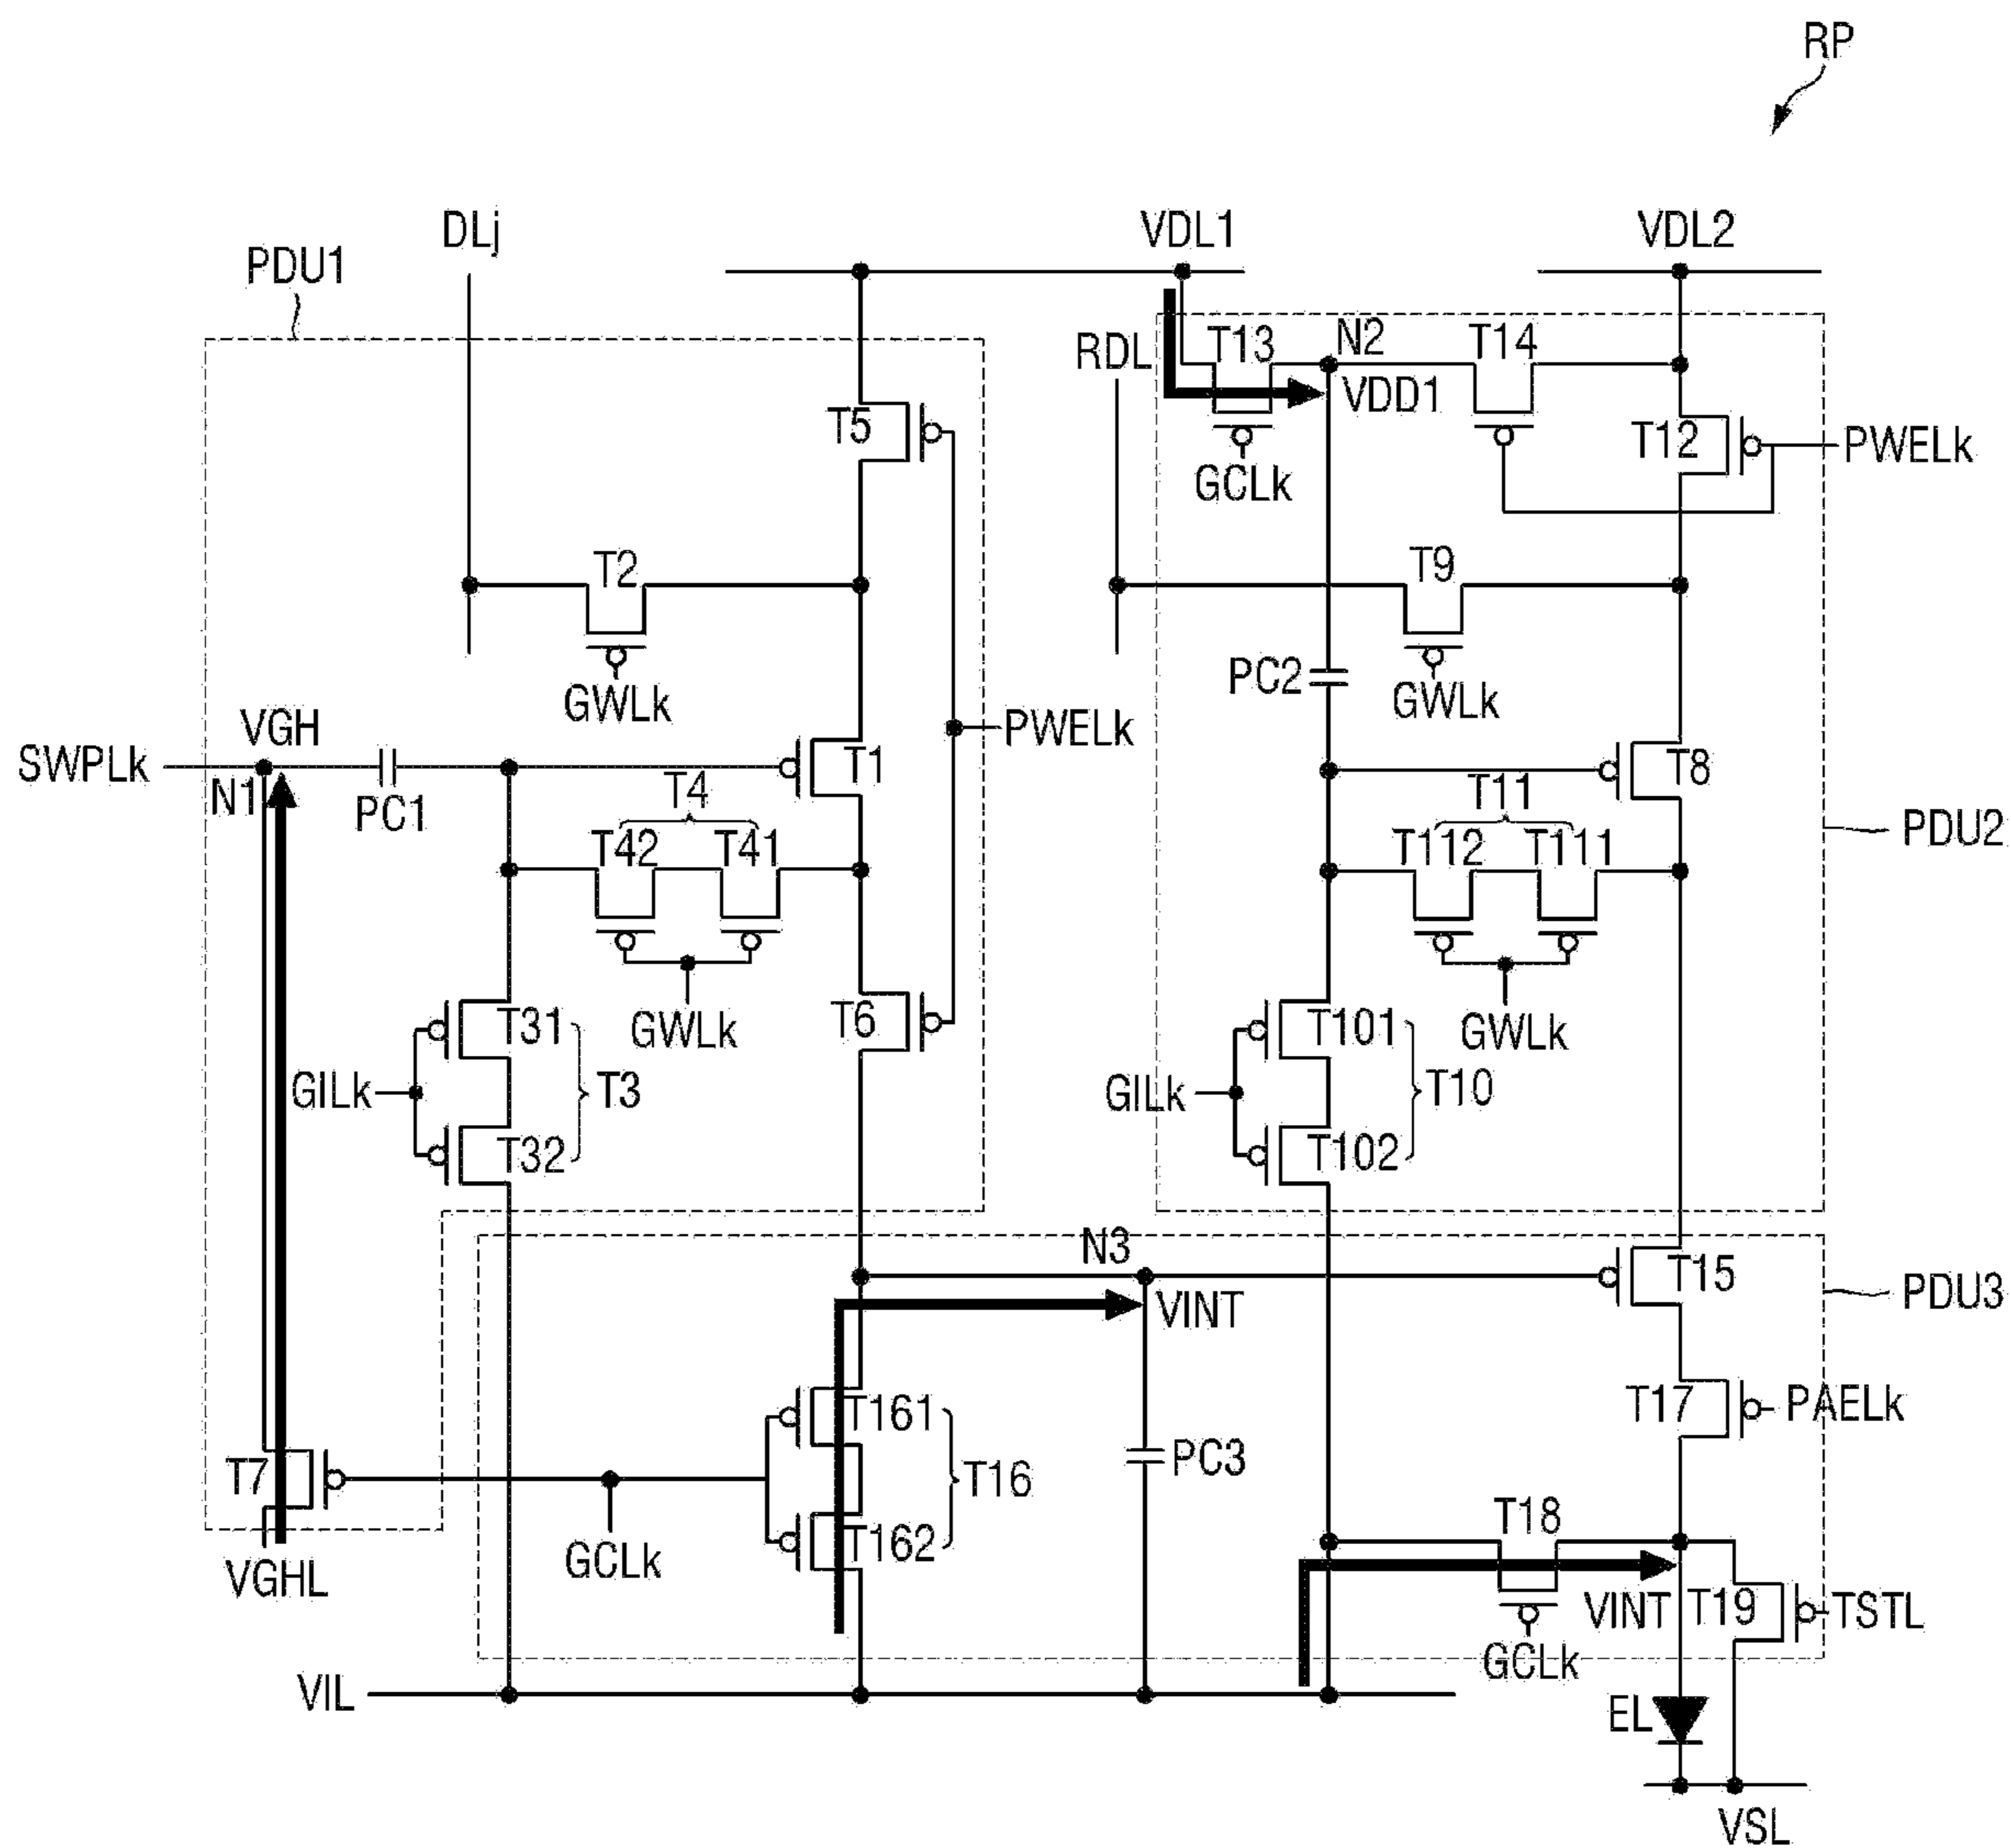 RP
DLj
VDL1
VDL2
PDU1
T13
N2
T14
RDL
VDD1
T5
T12
PWELk
GCLk
T2
T9
PC2
GWLk
GWLk
VGH
PWELk
SWPLk
T1
T8
N1
PC1
T4
T11
T42
T41
T112
T111
PDU2
T31
T6
T101
GWLk
GWLk
GILk
T3
GILk
T10
T32
T102
N3
T15
PDU3
VINT
T161
T17
PAELk
T7
T16
PC3
T18
T162
GCLk
VGHL
VINT
T19
TSTL
GCLk
VIL
EL
VSL